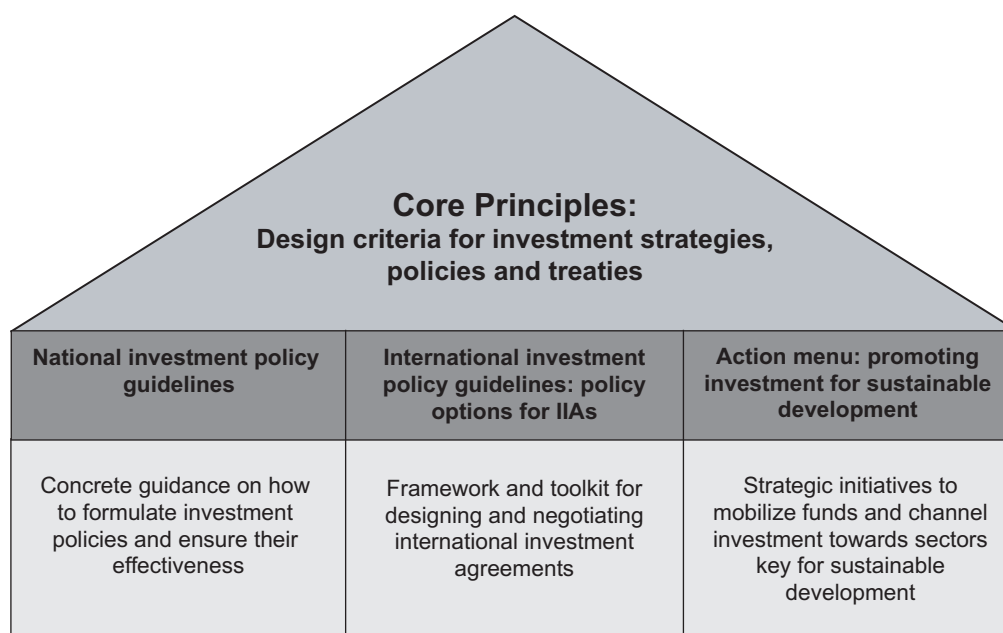 Core Principles:
Design criteria for investment strategies,
policies and treaties
National investment policy
guidelines
International investment
policy guidelines: policy
options for IIAs
Action menu: promoting
investment for sustainable
development
Concrete guidance on how
to formulate investment
policies and ensure their
effectiveness
Framework and toolkit for
designing and negotiating
international investment
agreements
Strategic initiatives to
mobilize funds and channel
investment towards sectors
key for sustainable
development